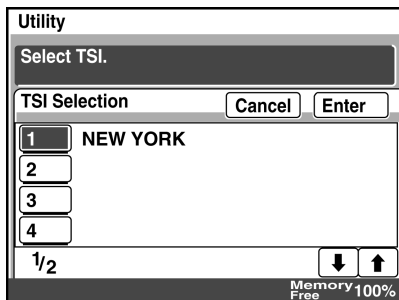 Utility
Select TSI.
TSI Selection Cancel Enter
1 NEW YORK
2
3
4
1/2
Memory Free 100%